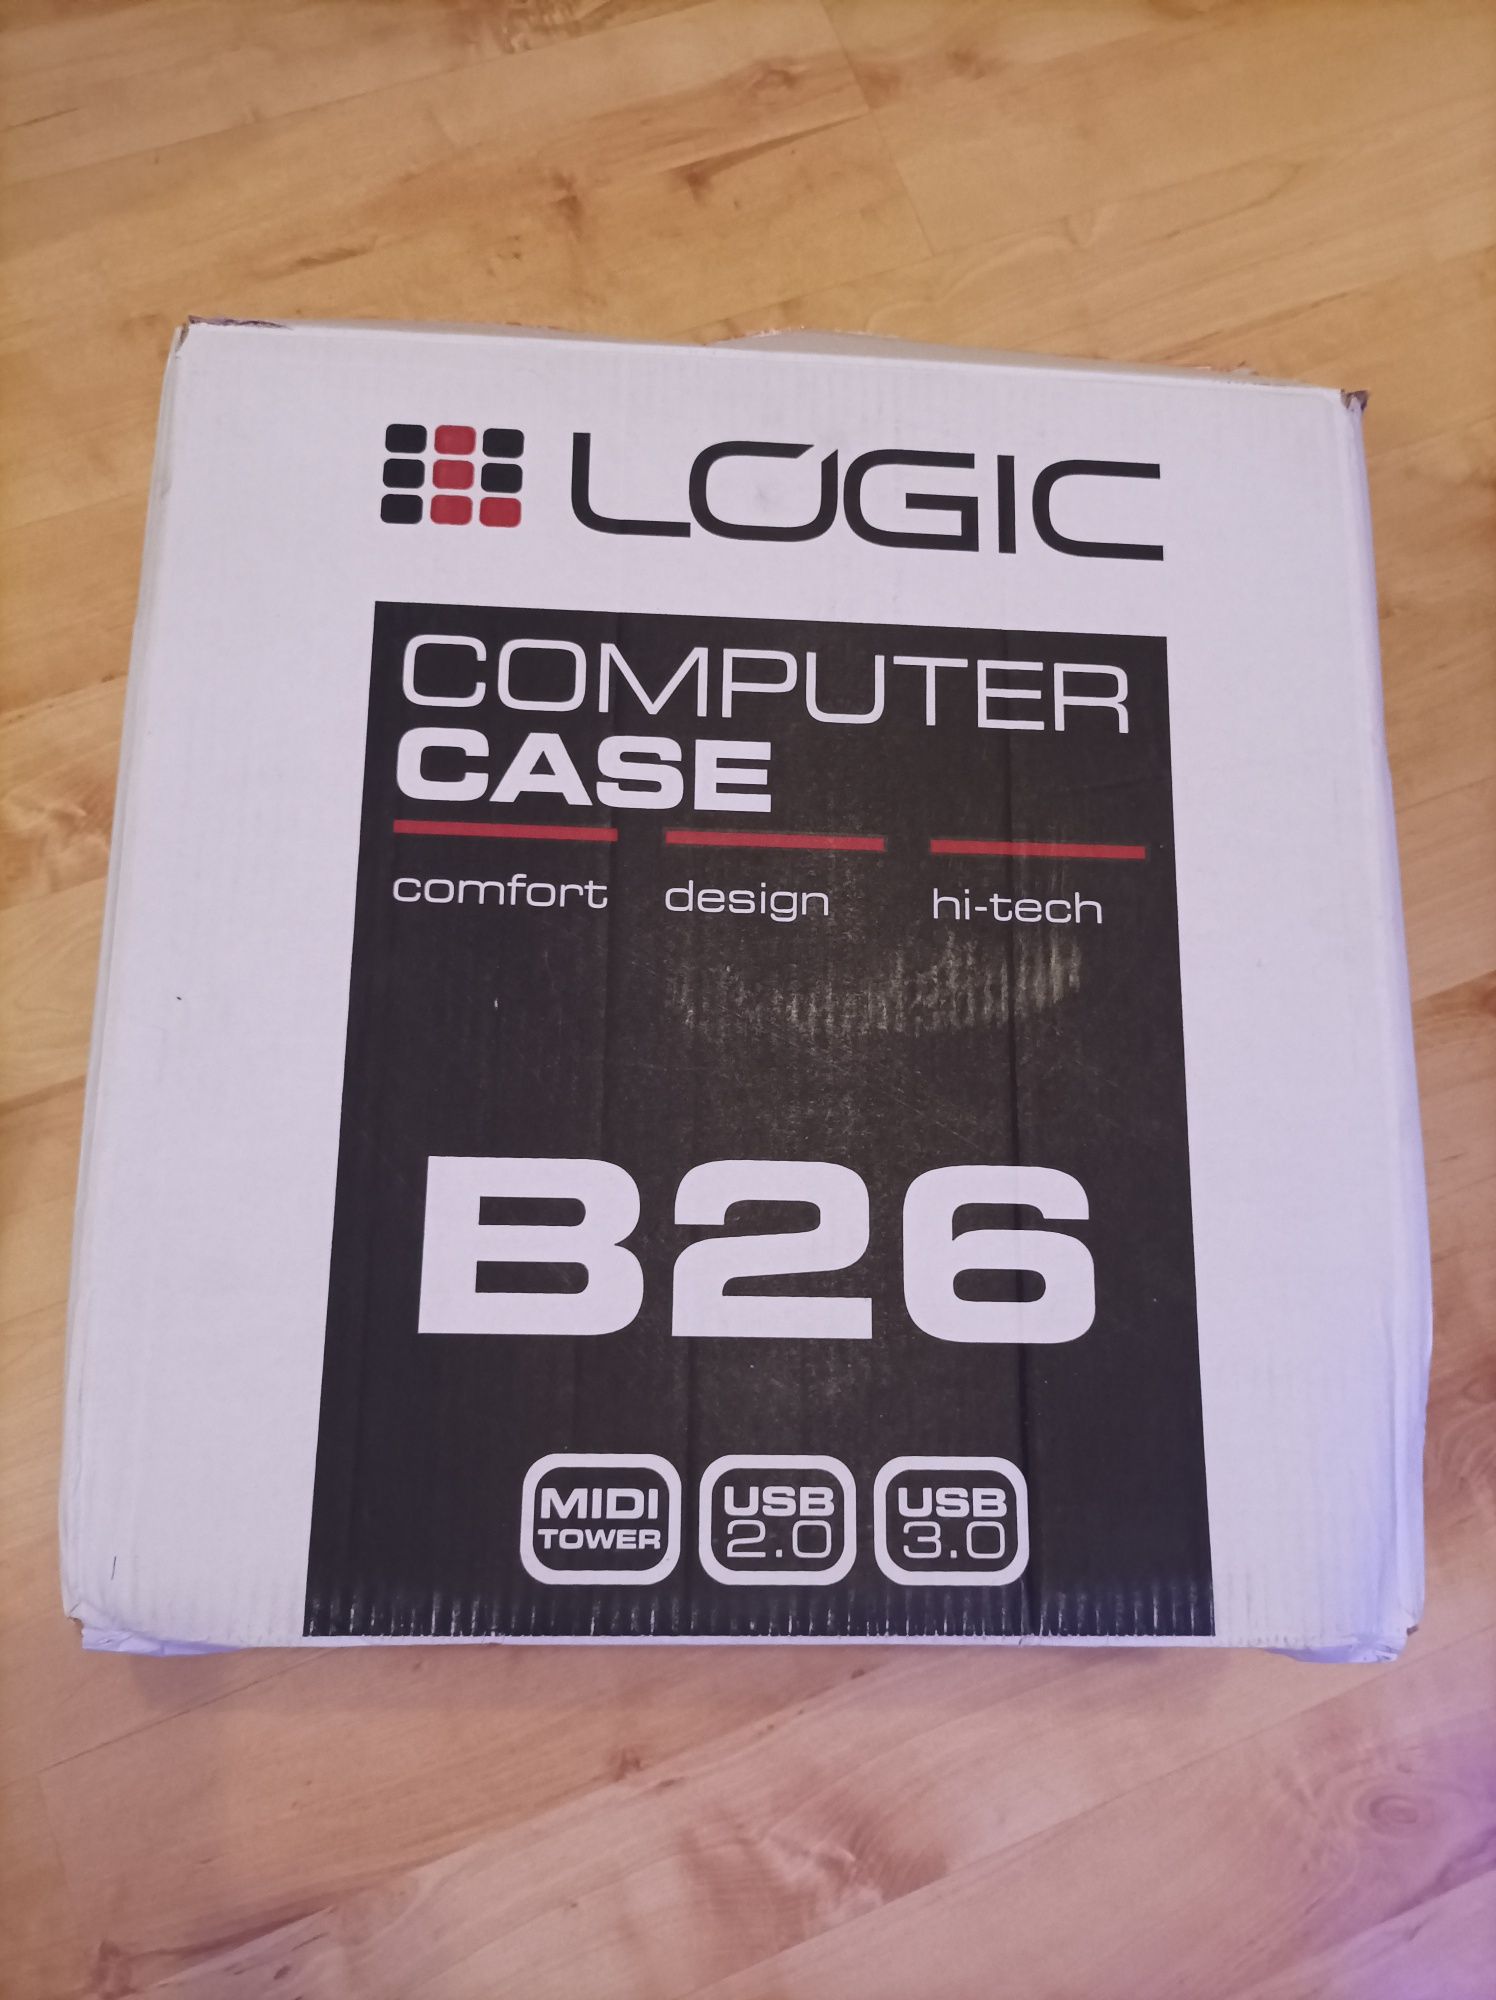 LOGIC
COMPUTER
CASE
comfort design hi-tech
B26
MIDI TOWER USB 2.0 USB 3.0